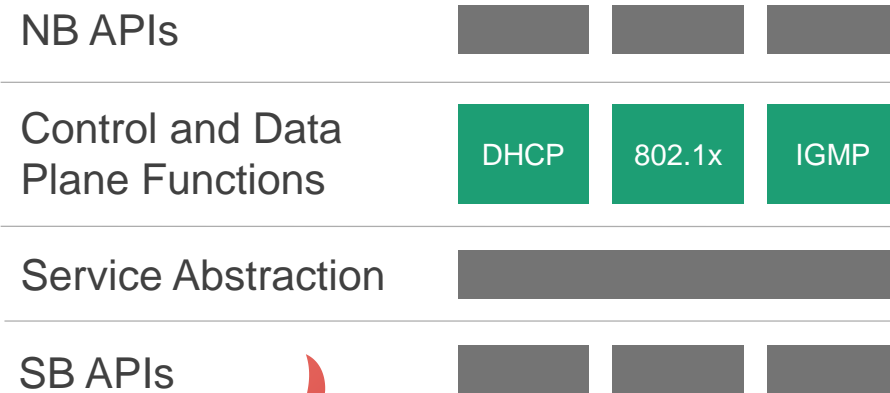 NB APIs
Control and Data
Plane Functions
DHCP
802.1x
IGMP
Service Abstraction
SB APIs